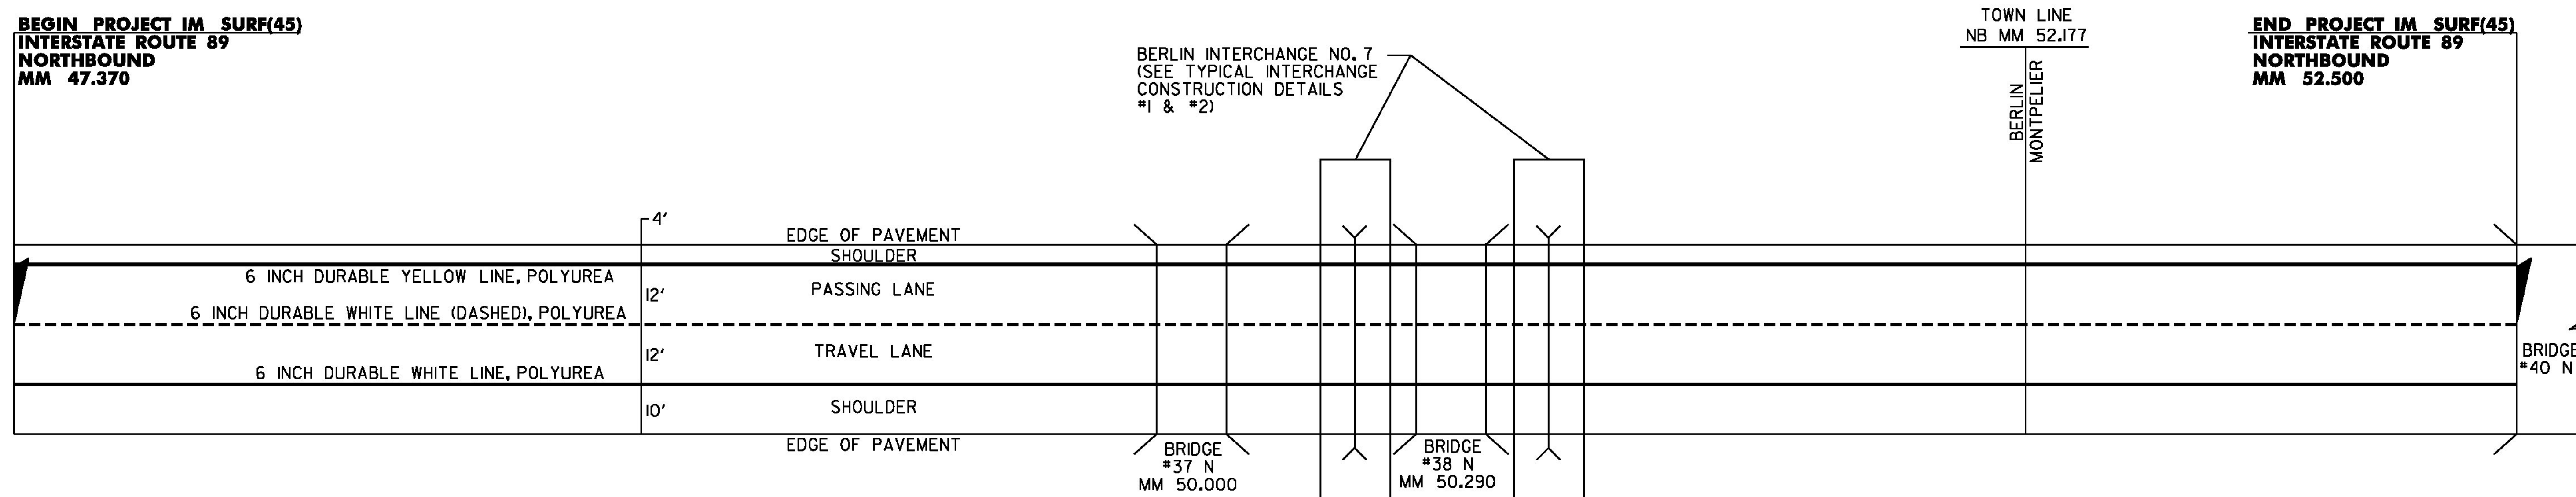 BEGIN PROJECT IM SURF(45)
INTERSTATE ROUTE 89
NORTHBOUND
MM 47.370
BERLIN INTERCHANGE NO. 7
(SEE TYPICAL INTERCHANGE
CONSTRUCTION DETAILS
#1 & #2)
TOWN LINE
NB MM 52.177
BERLIN
MONTPELIER
END PROJECT IM SURF(45)
INTERSTATE ROUTE 89
NORTHBOUND
MM 52.500
4'
EDGE OF PAVEMENT
SHOULDER
6 INCH DURABLE YELLOW LINE, POLYUREA
12'
PASSING LANE
6 INCH DURABLE WHITE LINE (DASHED), POLYUREA
12'
TRAVEL LANE
6 INCH DURABLE WHITE LINE, POLYUREA
10'
SHOULDER
EDGE OF PAVEMENT
BRIDGE
#37 N
MM 50.000
BRIDGE
#38 N
MM 50.290
BRIDGE
#40 N